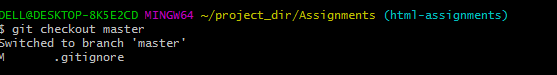 DELL@DESKTOP-8K5E2CD MINGW64 ~/project_dir/Assignments (html-assignments)
$ git checkout master
Switched to branch 'master'
M       .gitignore